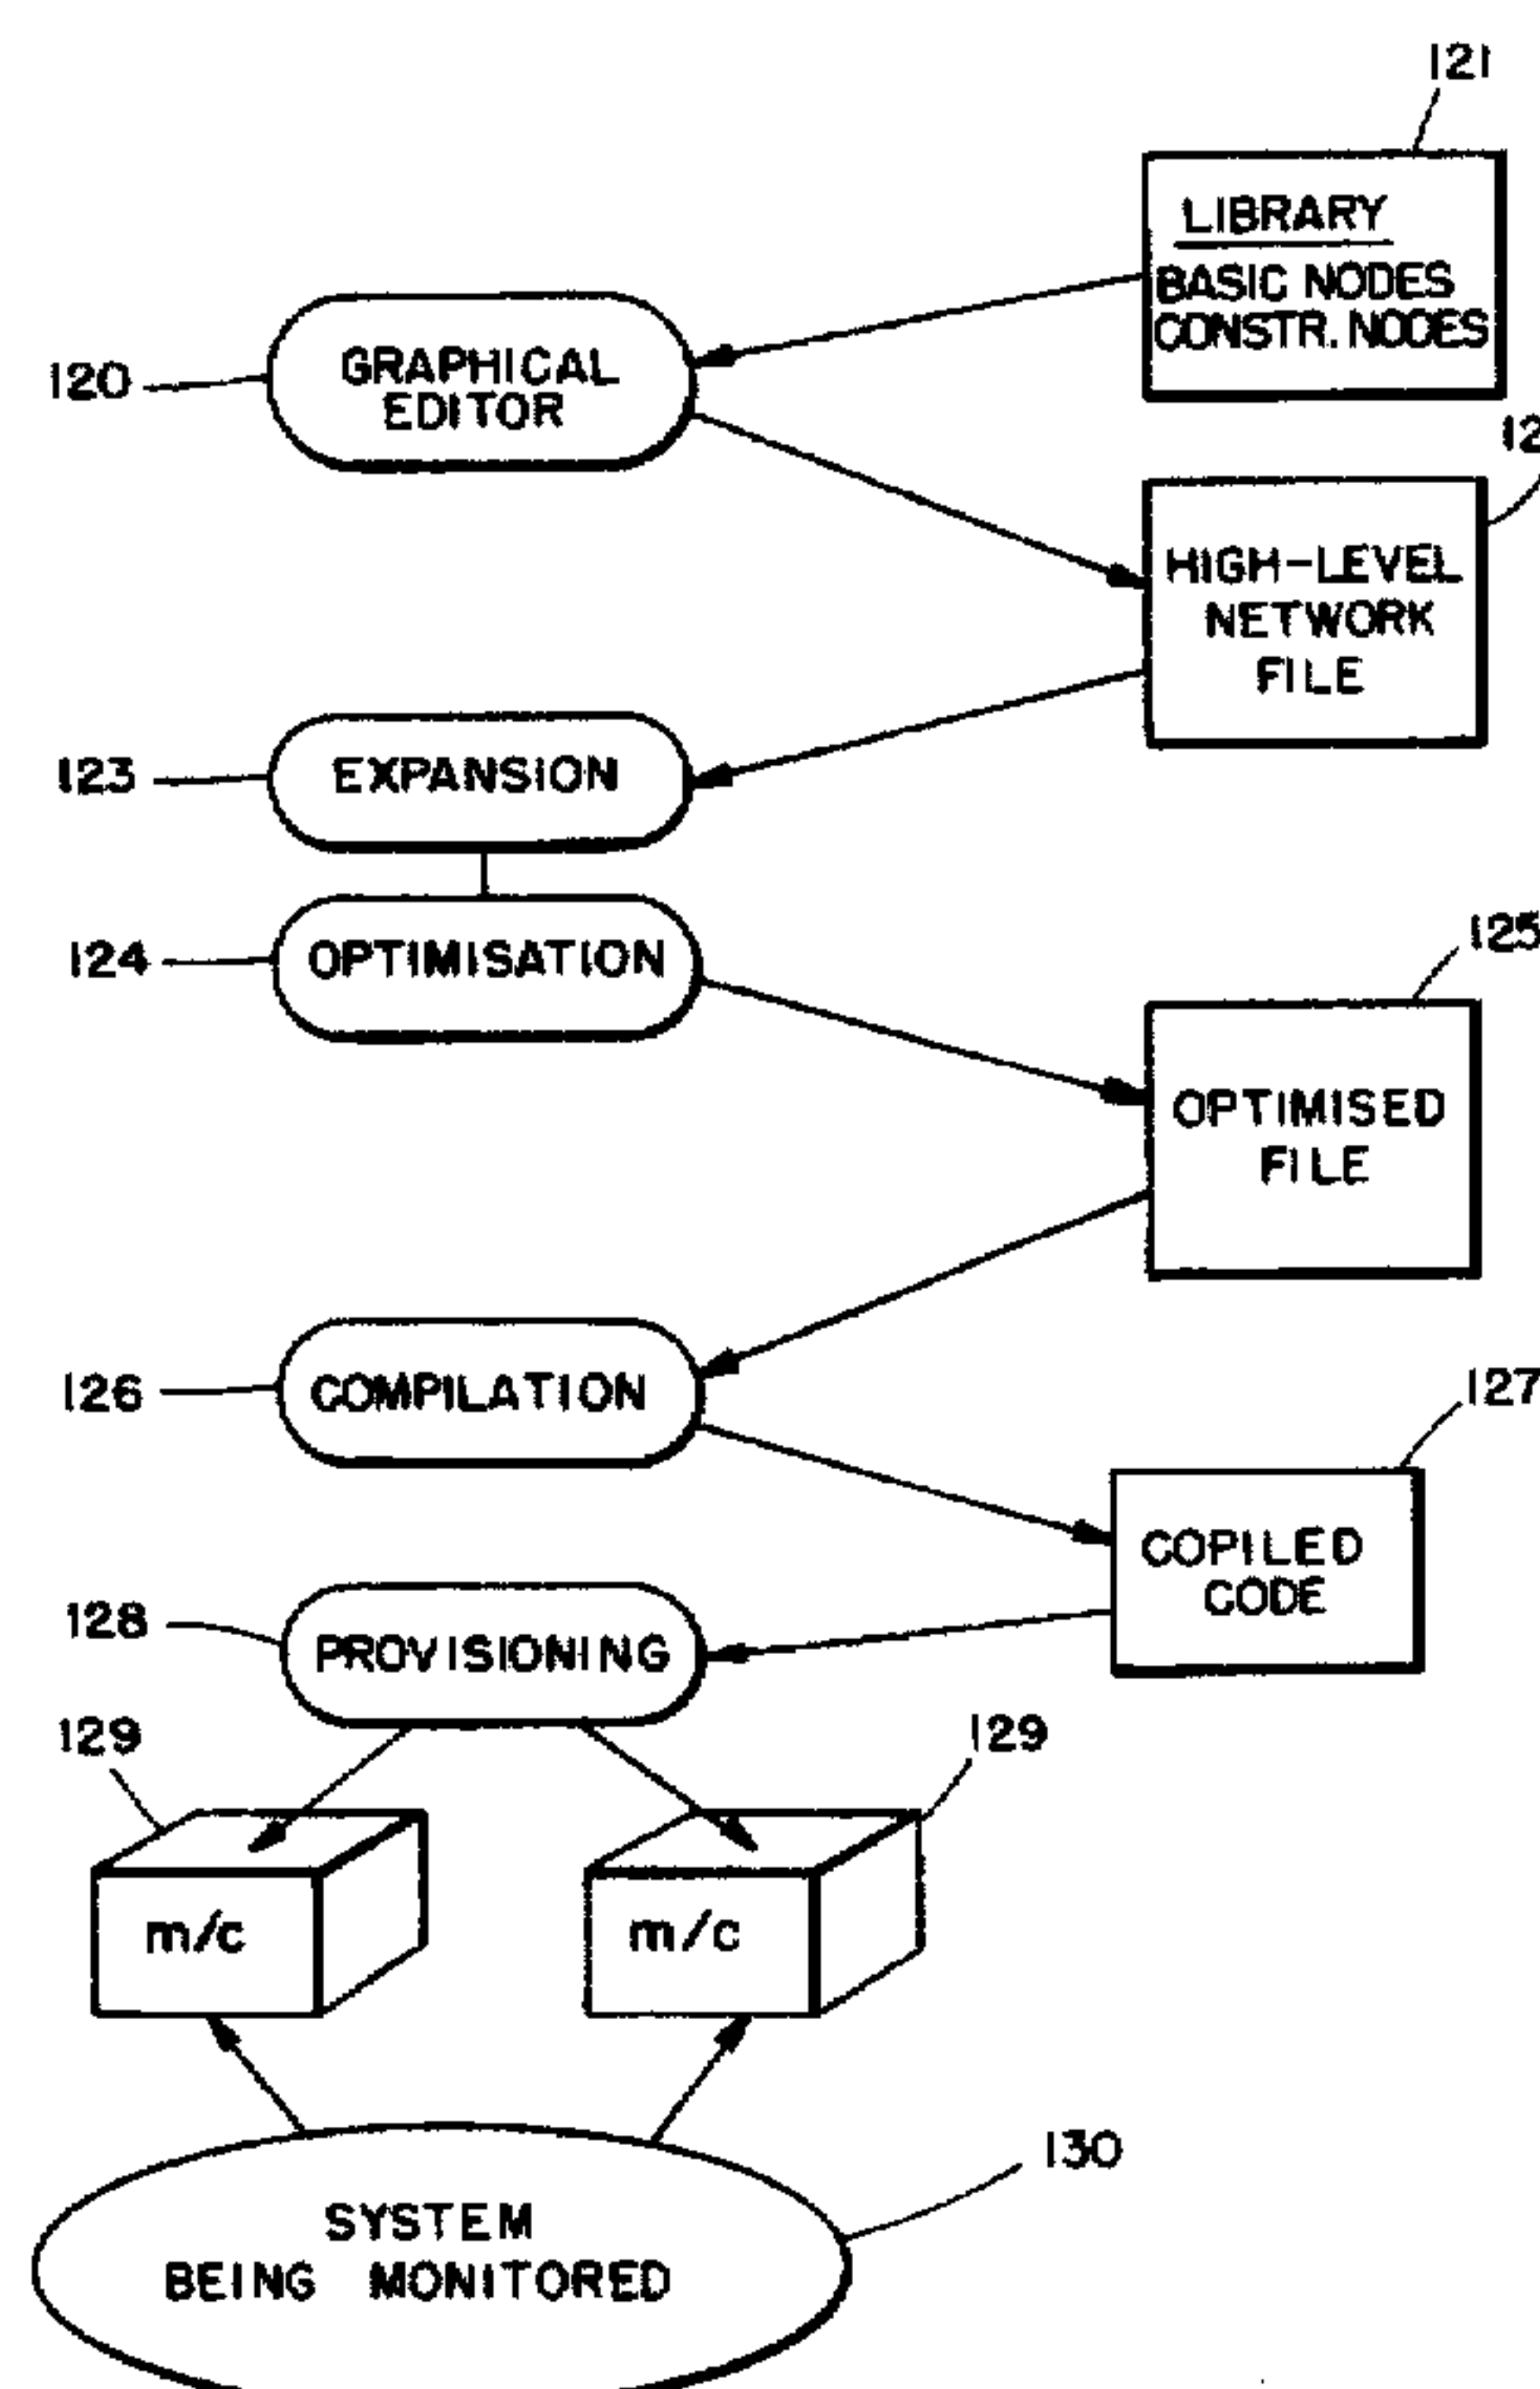 121
LIBRARY
BASIC NODES
CONSTR. NODES
120
GRAPHICAL
EDITOR
HIGH-LEVEL
NETWORK
FILE
123
EXPANSION
124
OPTIMISATION
125
OPTIMISED
FILE
126
COMPILATION
127
COPILED
CODE
128
PROVISIONING
129
129
m/c
m/c
130
SYSTEM
BEING MONITORED